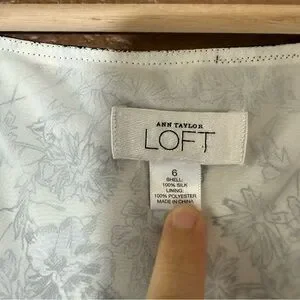 ANN TAYLOR
LOFT
6
SHELL:
100% SILK
LINING:
100% POLYESTER
MADE IN CHINA